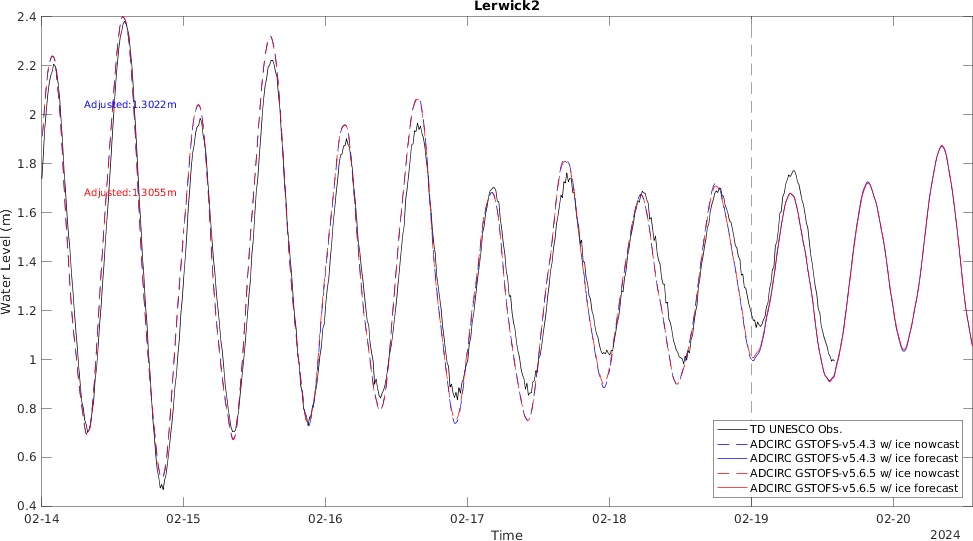 Lerwick2
2.4
2.2
2
1.8
1.6
1.4
1.2
1
0.8
0.6
0.4
Water Level (m)
Adjusted:1.3022m
Adjusted:1.3055m
TD UNESCO Obs.
ADCIRC GSTOFS-v5.4.3 w/ ice nowcast
ADCIRC GSTOFS-v5.4.3 w/ ice forecast
ADCIRC GSTOFS-v5.6.5 w/ ice nowcast
ADCIRC GSTOFS-v5.6.5 w/ ice forecast
02-14 02-15 02-16 02-17 02-18 02-19 02-20
Time
2024